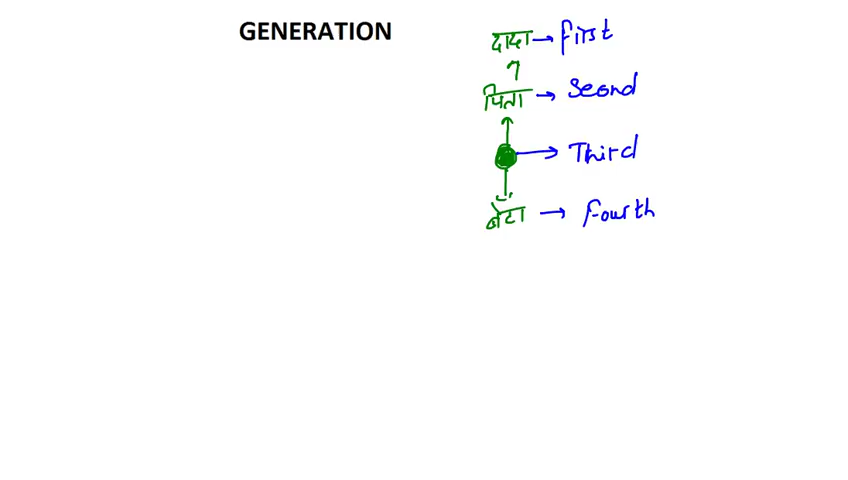 GENERATION
दादा → First
पिता → Second
→ Third
बेटा → Fourth